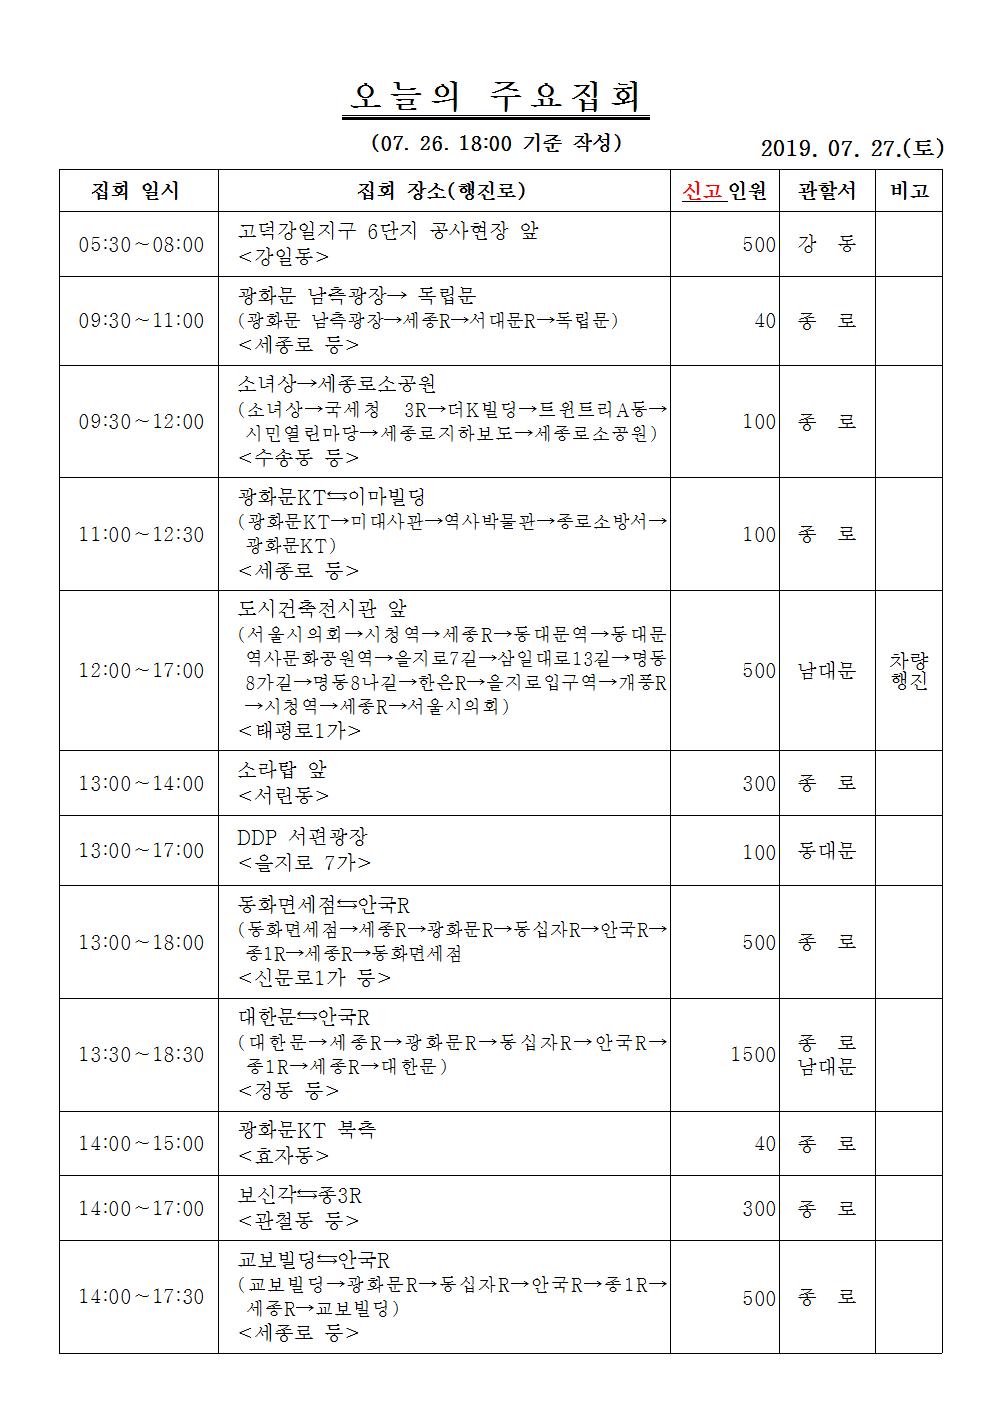 오늘의 주요집회
(07. 26. 18:00 기준 작성)
2019. 07. 27.(토)
집회 일시 집회 장소(행진로) 신고인원 관할서 비고
05:30~08:00 고덕강일지구 6단지 공사현장 앞
<강일동> 500 강 동
09:30~11:00 광화문 남측광장→ 독립문
(광화문 남측광장→세종R→서대문R→독립문)
<세종로 등> 40 종 로
09:30~12:00 소녀상→세종로소공원
(소녀상→국세청 3R→더K빌딩→트윈트리A동→
시민열린마당→세종로지하보도→세종로소공원)
<수송동 등> 100 종 로
11:00~12:30 광화문KT⇆이마빌딩
(광화문KT→미대사관→역사박물관→종로소방서→
광화문KT)
<세종로 등> 100 종 로
12:00~17:00 도시건축전시관 앞
(서울시의회→시청역→세종R→동대문역→동대문
역사문화공원역→을지로7길→삼일대로13길→명동
8가길→명동8나길→한은R→을지로입구역→개풍R
→시청역→세종R→서울시의회)
<태평로1가> 500 남대문 차량
행진
13:00~14:00 소라탑 앞
<서린동> 300 종 로
13:00~17:00 DDP 서편광장
<을지로 7가> 100 동대문
13:00~18:00 동화면세점⇆안국R
(동화면세점→세종R→광화문R→동십자R→안국R→
종1R→세종R→동화면세점
<신문로1가 등> 500 종 로
13:30~18:30 대한문⇆안국R
(대한문→세종R→광화문R→동십자R→안국R→
종1R→세종R→대한문)
<정동 등> 1500 종 로
남대문
14:00~15:00 광화문KT 북측
<효자동> 40 종 로
14:00~17:00 보신각⇆종3R
<관철동 등> 300 종 로
14:00~17:30 교보빌딩⇆안국R
(교보빌딩→광화문R→동십자R→안국R→종1R→
세종R→교보빌딩)
<세종로 등> 500 종 로